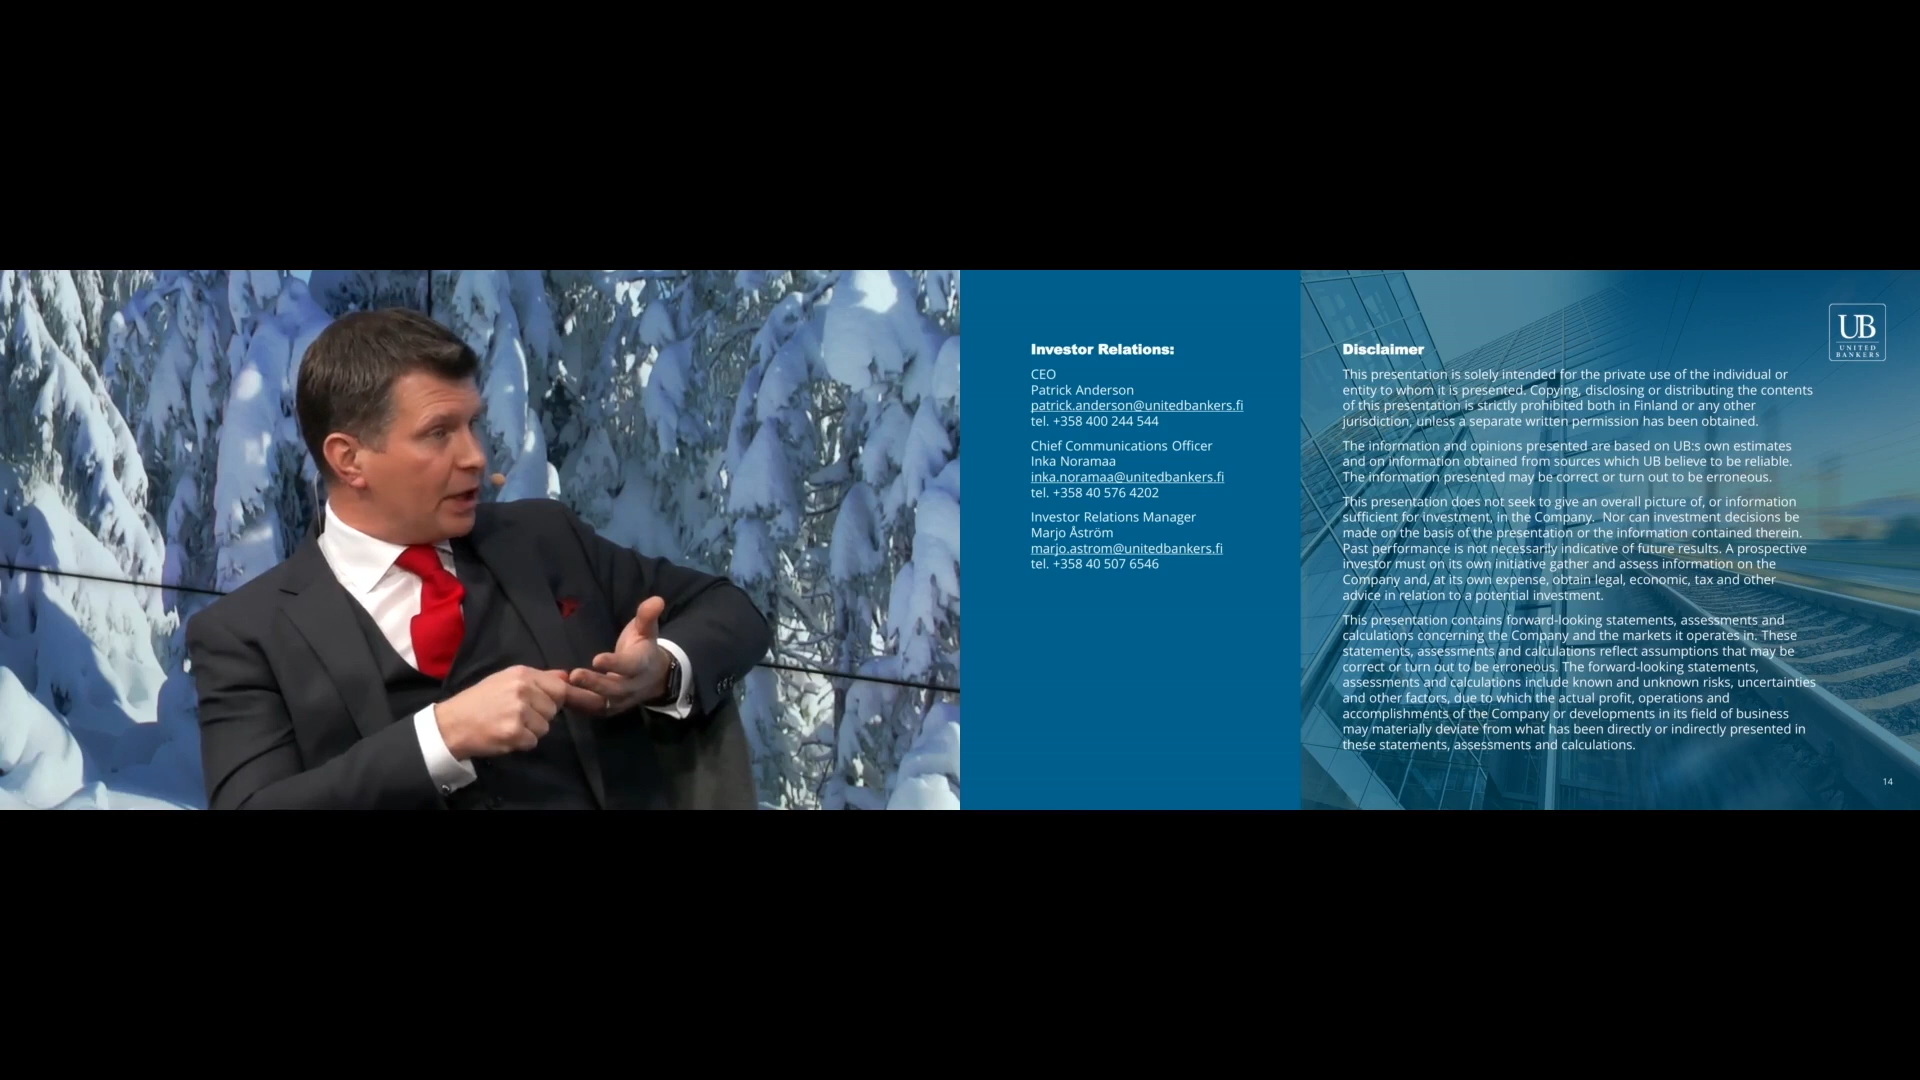 Investor Relations:
CEO
Patrick Anderson
patrick.anderson@unitedbankers.fi
tel. +358 400 244 544
Chief Communications Officer
Inka Noramaa
inka.noramaa@unitedbankers.fi
tel. +358 40 576 4202
Investor Relations Manager
Marjo Åström
marjo.astrom@unitedbankers.fi
tel. +358 40 507 6546
Disclaimer
This presentation is solely intended for the private use of the individual or
entity to whom it is presented. Copying, disclosing or distributing the contents
of this presentation is strictly prohibited both in Finland or any other
jurisdiction, unless a separate written permission has been obtained.
The information and opinions presented are based on UB:s own estimates
and on information obtained from sources which UB believe to be reliable.
The information presented may be correct or turn out to be erroneous.
This presentation does not seek to give an overall picture of, or information
sufficient for investment, in the Company.  Nor can investment decisions be
made on the basis of the presentation or the information contained therein.
Past performance is not necessarily indicative of future results. A prospective
investor must on its own initiative gather and assess information on the
Company and, at its own expense, obtain legal, economic, tax and other
advice in relation to a potential investment.
This presentation contains forward-looking statements, assessments and
calculations concerning the Company and the markets it operates in. These
statements, assessments and calculations reflect assumptions that may be
correct or turn out to be erroneous. The forward-looking statements,
assessments and calculations include known and unknown risks, uncertainties
and other factors, due to which the actual profit, operations and
accomplishments of the Company or developments in its field of business
may materially deviate from what has been directly or indirectly presented in
these statements, assessments and calculations.
UB
UNITED
BANKERS
14